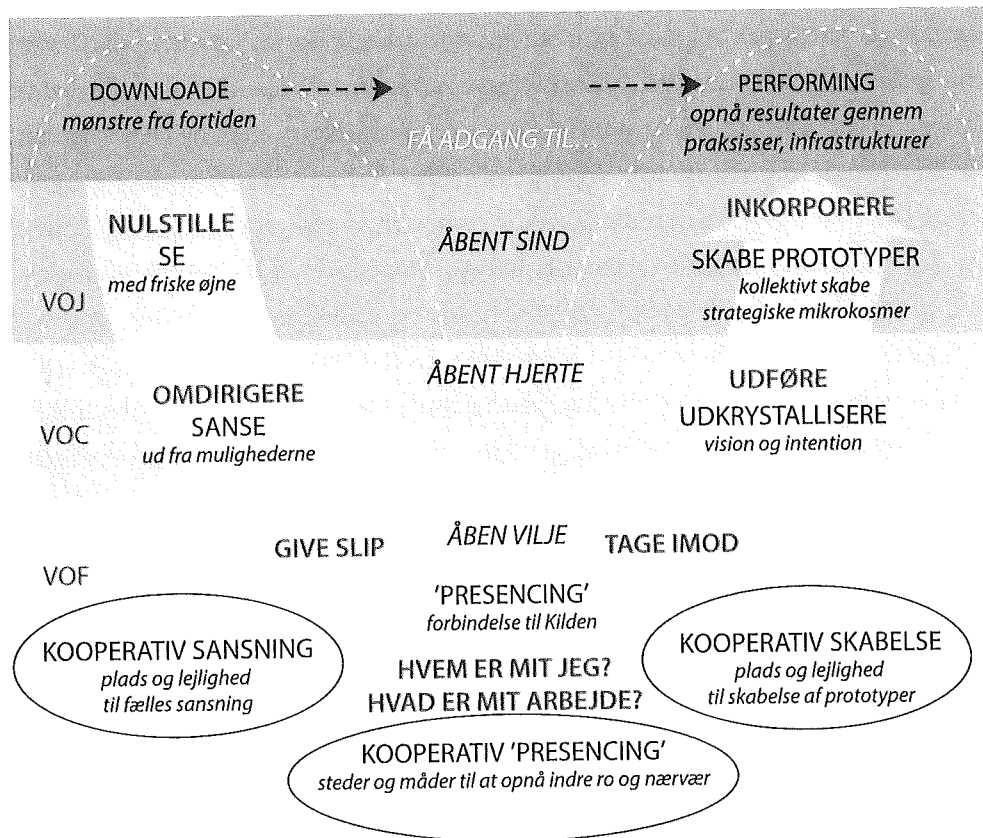 DOWNLOADE
mønstre fra fortiden
FÅ ADGANG TIL...
PERFORMING
opnå resultater gennem
praksisser, infrastrukturer
NULSTILLE
SE
med friske øjne
VOJ
ÅBENT SIND
INKORPORERE
SKABE PROTOTYPER
kollektivt skabe
strategiske mikrokosmer
OMDIRIGERE
SANSE
ud fra mulighederne
VOC
ÅBENT HJERTE
UDFØRE
UDKRYSTALLISERE
vision og intention
GIVE SLIP
ÅBEN VILJE
TAGE IMOD
VOF
'PRESENCING'
forbindelse til Kilden
KOOPERATIV SANSNING
plads og lejlighed
til fælles sansning
HVEM ER MIT JEG?
HVAD ER MIT ARBEJDE?
KOOPERATIV SKABELSE
plads og lejlighed
til skabelse af prototyper
KOOPERATIV 'PRESENCING'
steder og måder til at opnå indre ro og nærvær